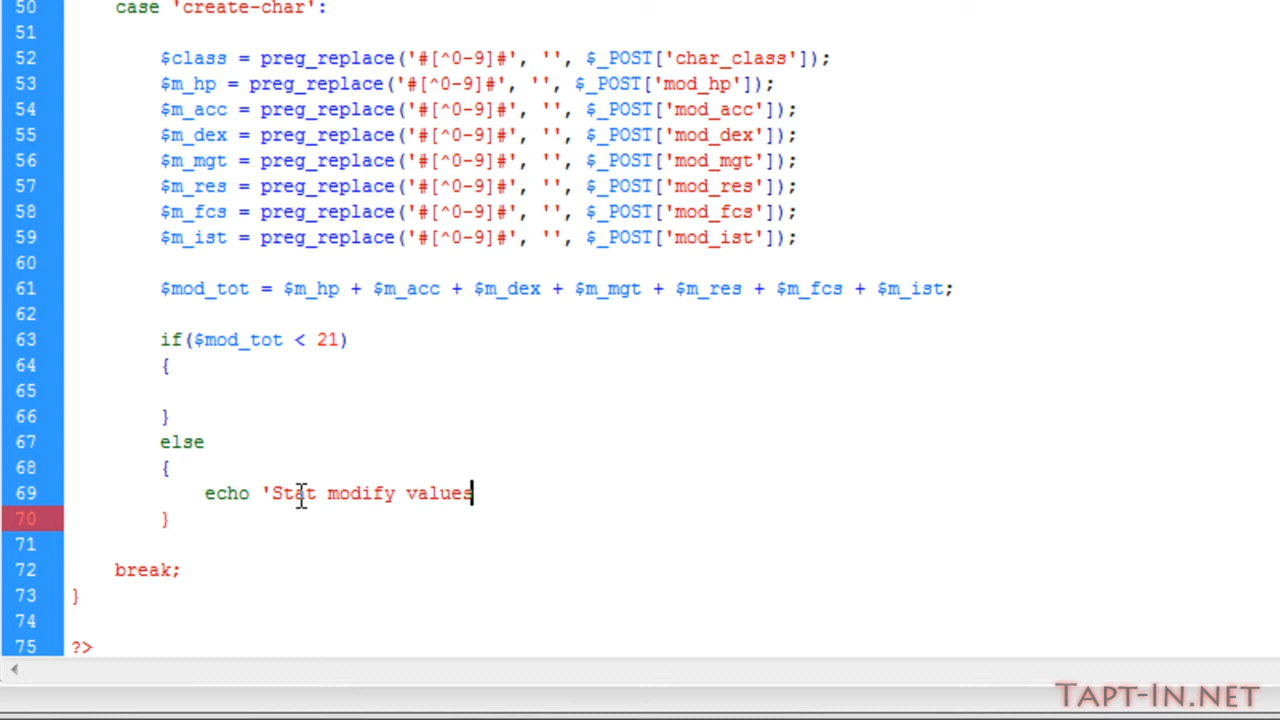 50 case 'create-char':
51
52 $class = preg_replace('#[^0-9]#', '', $_POST['char_class']);
53 $m_hp = preg_replace('#[^0-9]#', '', $_POST['mod_hp']);
54 $m_acc = preg_replace('#[^0-9]#', '', $_POST['mod_acc']);
55 $m_dex = preg_replace('#[^0-9]#', '', $_POST['mod_dex']);
56 $m_mgt = preg_replace('#[^0-9]#', '', $_POST['mod_mgt']);
57 $m_res = preg_replace('#[^0-9]#', '', $_POST['mod_res']);
58 $m_fcs = preg_replace('#[^0-9]#', '', $_POST['mod_fcs']);
59 $m_ist = preg_replace('#[^0-9]#', '', $_POST['mod_ist']);
60
61 $mod_tot = $m_hp + $m_acc + $m_dex + $m_mgt + $m_res + $m_fcs + $m_ist;
62
63 if($mod_tot < 21)
64 {
65
66 }
67 else
68 {
69 echo 'Stat modify values
70 }
71
72 break;
73 }
74
75 ?>
TAPT-IN.NET